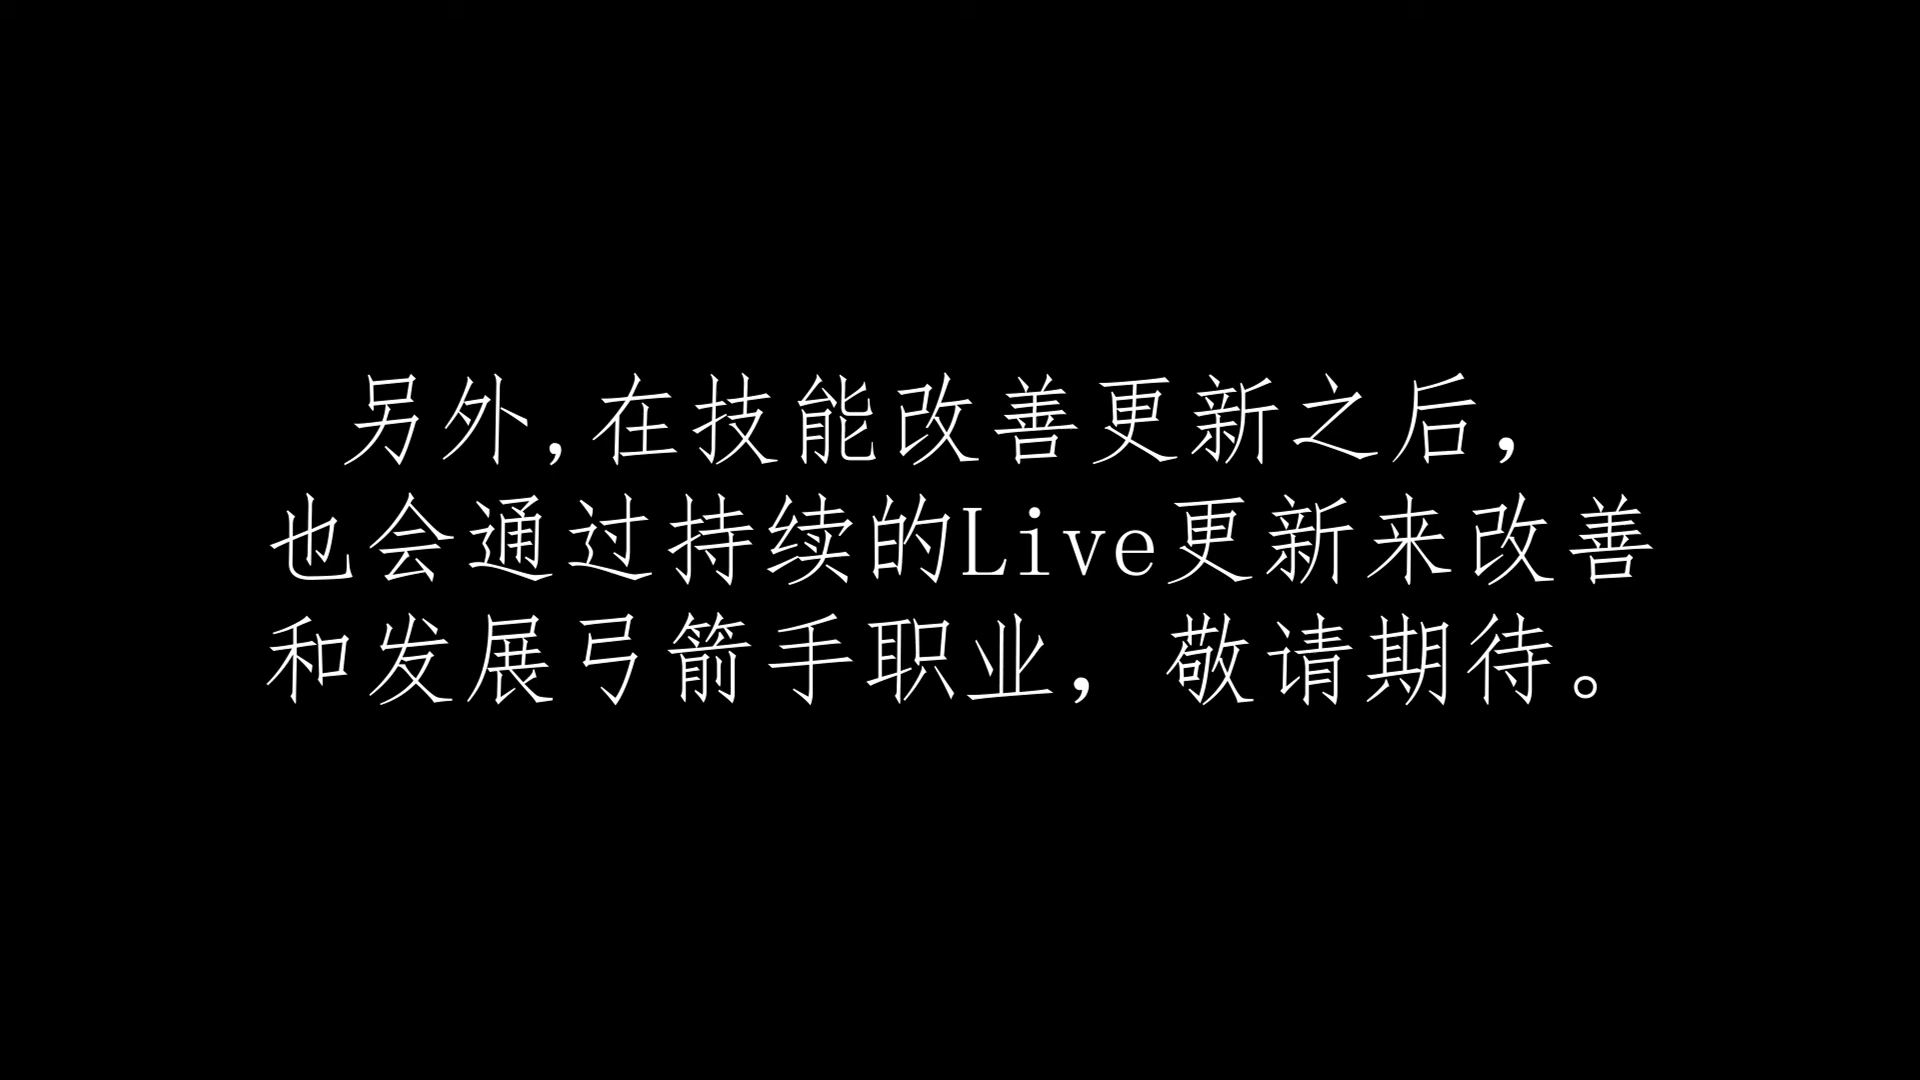 另外,在技能改善更新之后，
也会通过持续的Live更新来改善
和发展弓箭手职业，敬请期待。